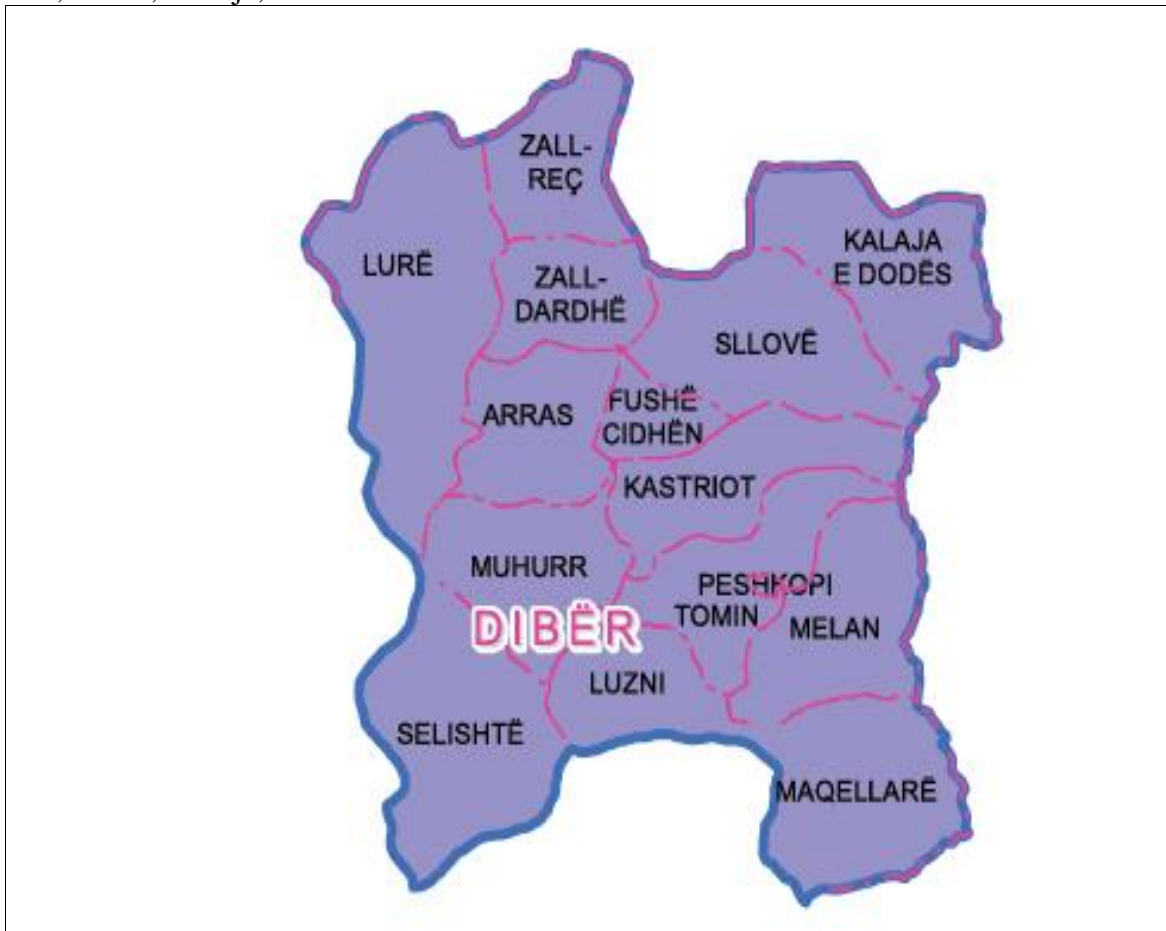 ZALL-
REÇ
KALAJA
E DODËS
LURË
ZALL-
DARDHË
SLLOVË
ARRAS
FUSHË
CIDHËN
KASTRIOT
MUHURR
PESHKOPI
TOMIN
MELAN
DIBËR
LUZNI
SELISHTË
MAQELLARË